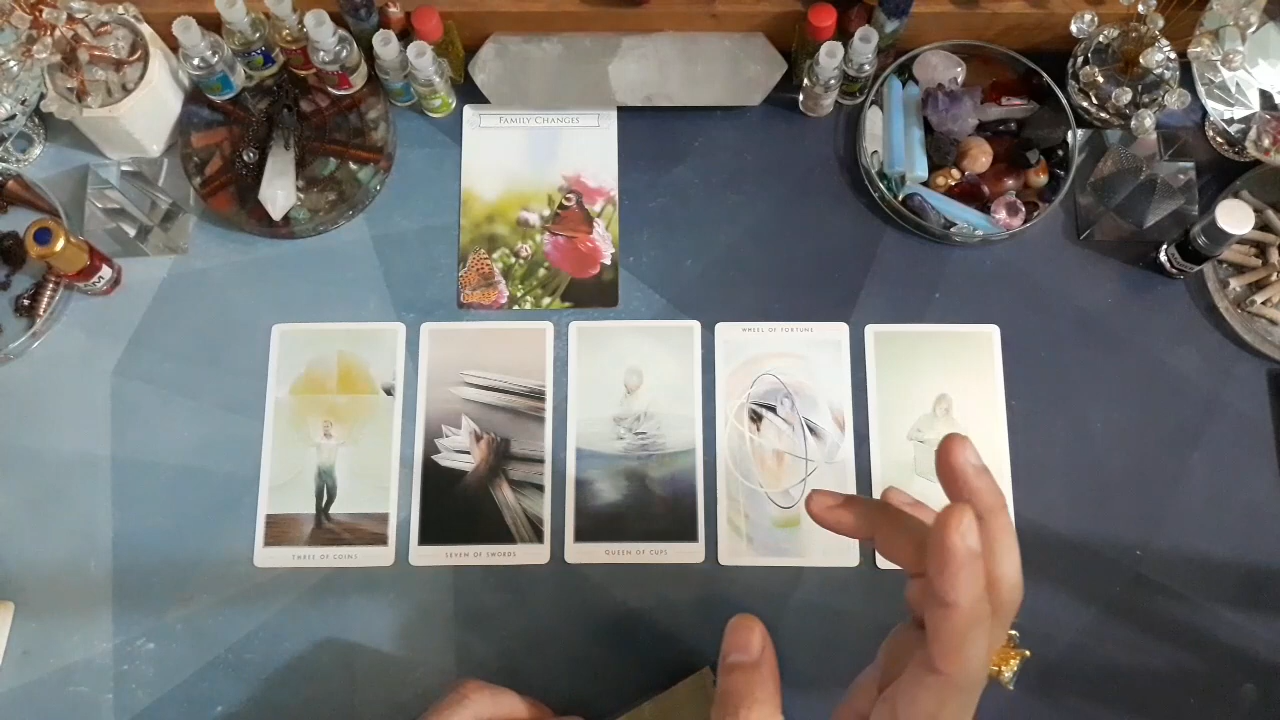 FAMILY CHANGES
WHEEL OF FORTUNE
THREE OF COINS
SEVEN OF SWORDS
QUEEN OF CUPS